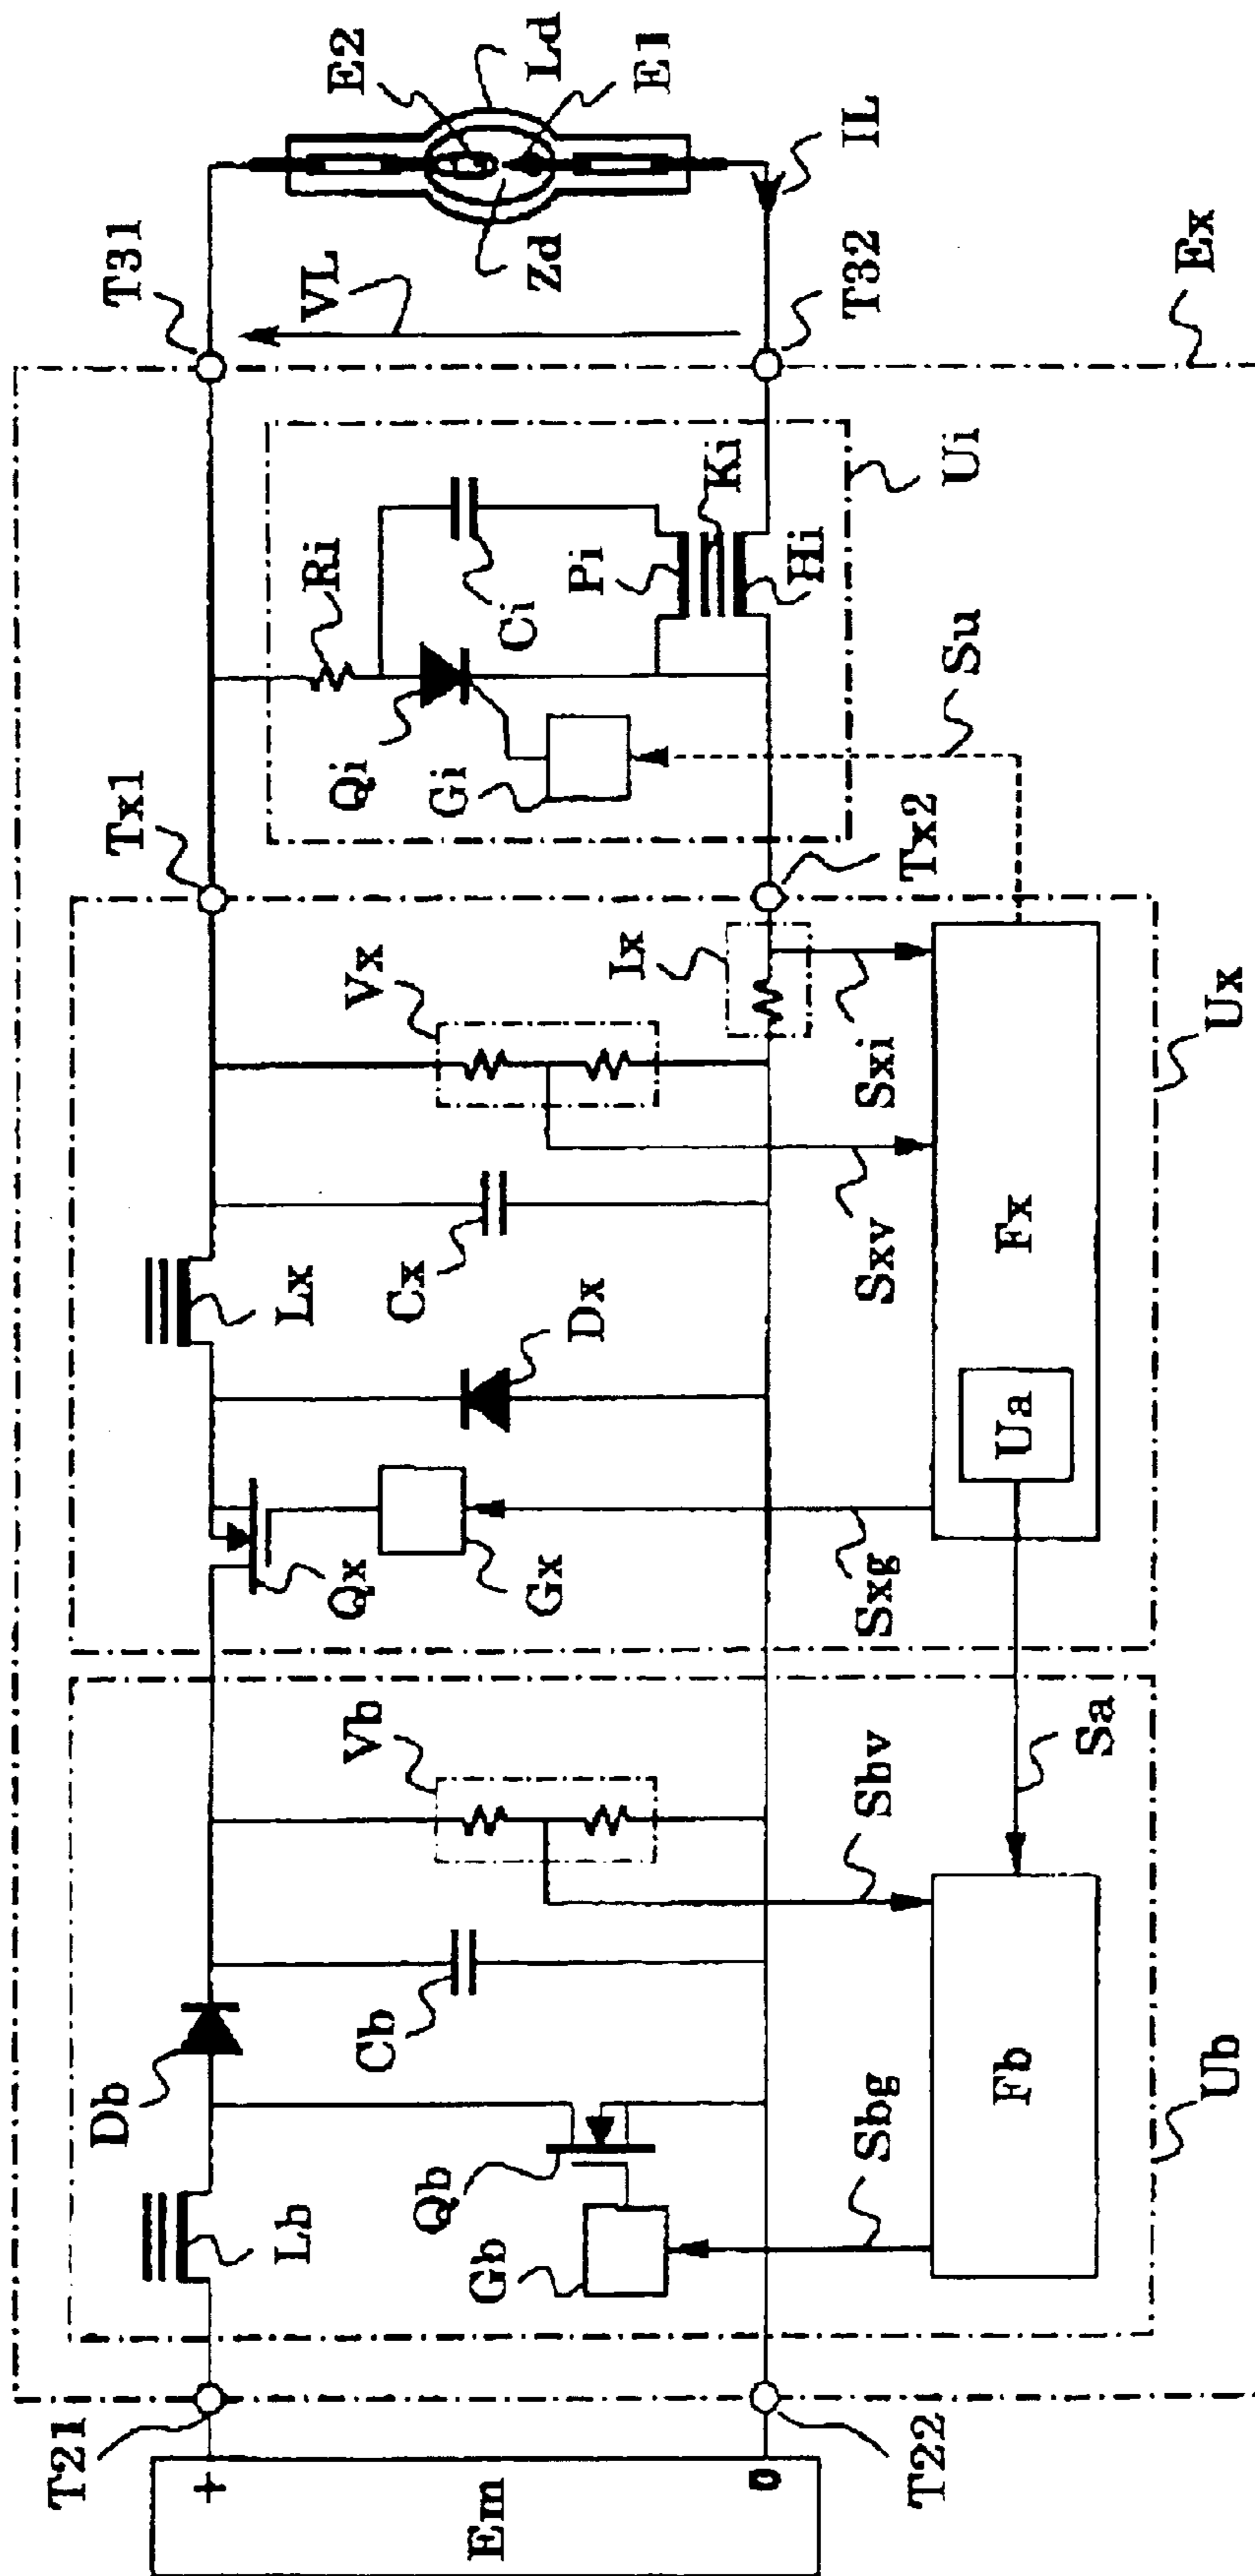 T21
+
Em
0
T22
Lb
Db
Qb
Gb
Cb
Vb
Sbg
Sbv
Fb
Ub
Sa
Qx
Gx
Dx
Lx
Cx
Vx
Ix
Sxg
Sxv
Sxi
Ua
Fx
Ux
Tx1
Tx2
Su
Ri
Qi
Gi
Ci
Pi
Ki
Hi
Ui
T31
VL
T32
Ex
E2
Ld
E1
Zd
IL